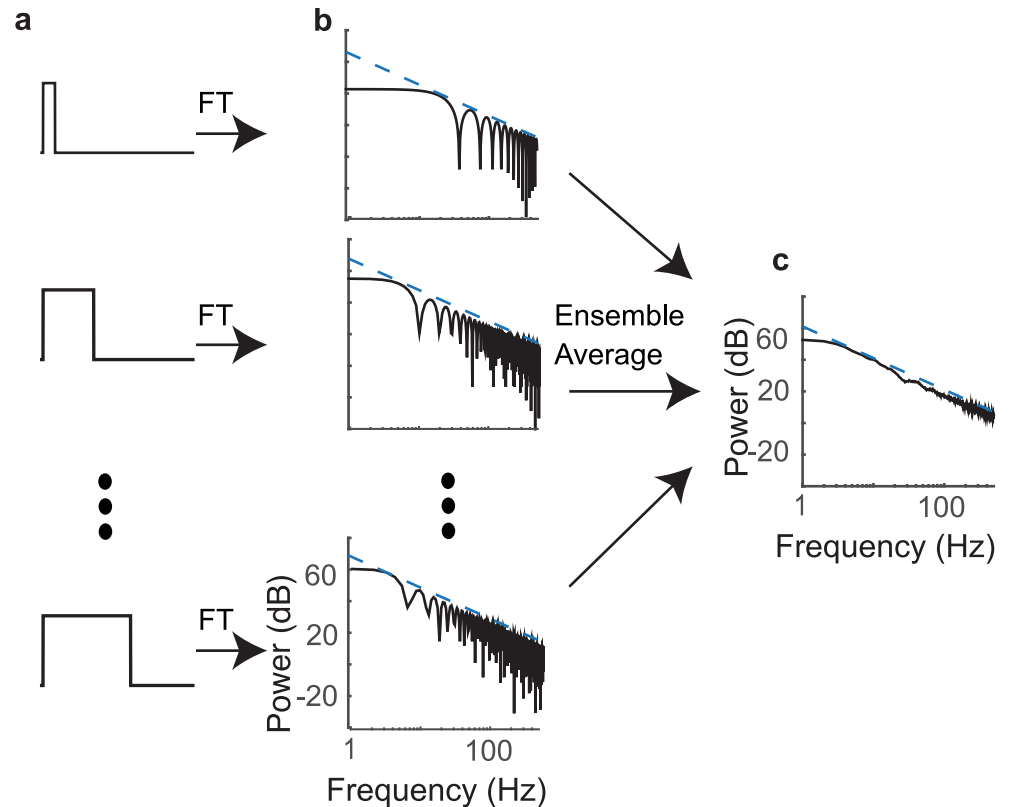 a
b
FT
FT
Ensemble
Average
c
Power (dB)
60
20
-20
1
100
Frequency (Hz)
FT
Power (dB)
60
20
-20
1
100
Frequency (Hz)